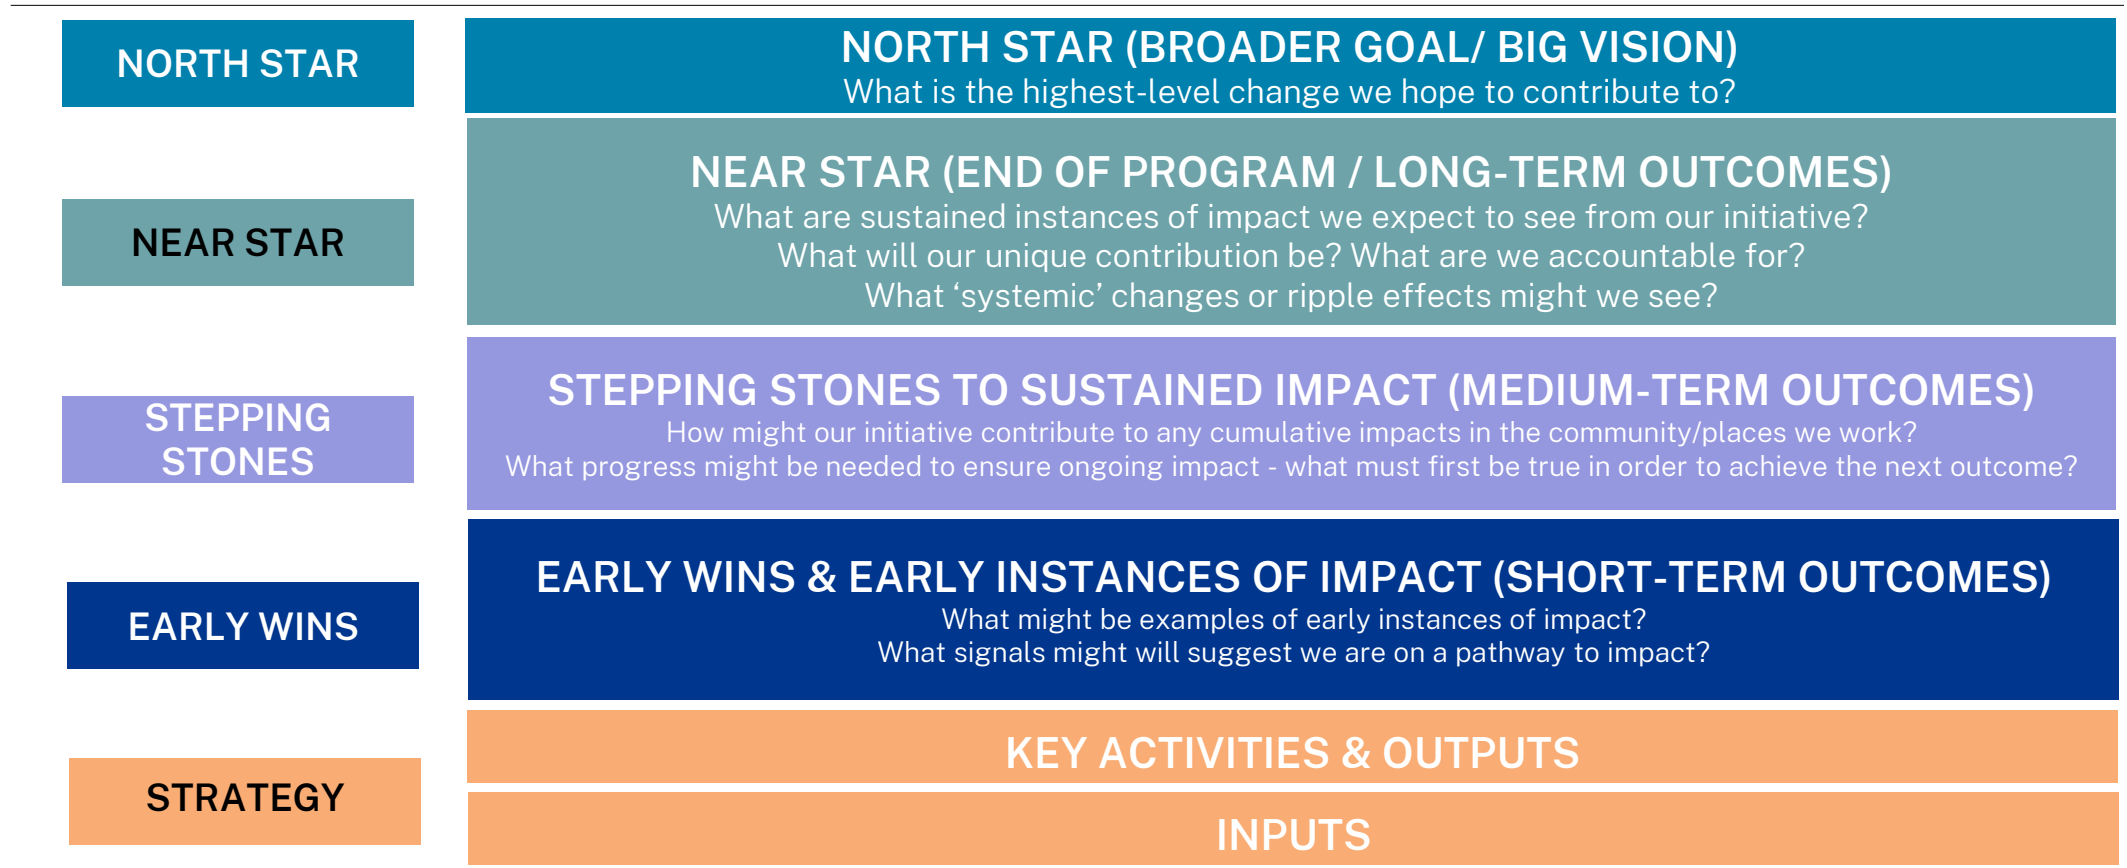 NORTH STAR
NORTH STAR (BROADER GOAL/ BIG VISION)
What is the highest-level change we hope to contribute to?
NEAR STAR
NEAR STAR (END OF PROGRAM / LONG-TERM OUTCOMES)
What are sustained instances of impact we expect to see from our initiative?
What will our unique contribution be? What are we accountable for?
What ‘systemic’ changes or ripple effects might we see?
STEPPING
STONES
STEPPING STONES TO SUSTAINED IMPACT (MEDIUM-TERM OUTCOMES)
How might our initiative contribute to any cumulative impacts in the community/places we work?
What progress might be needed to ensure ongoing impact - what must first be true in order to achieve the next outcome?
EARLY WINS
EARLY WINS & EARLY INSTANCES OF IMPACT (SHORT-TERM OUTCOMES)
What might be examples of early instances of impact?
What signals might will suggest we are on a pathway to impact?
STRATEGY
KEY ACTIVITIES & OUTPUTS
INPUTS